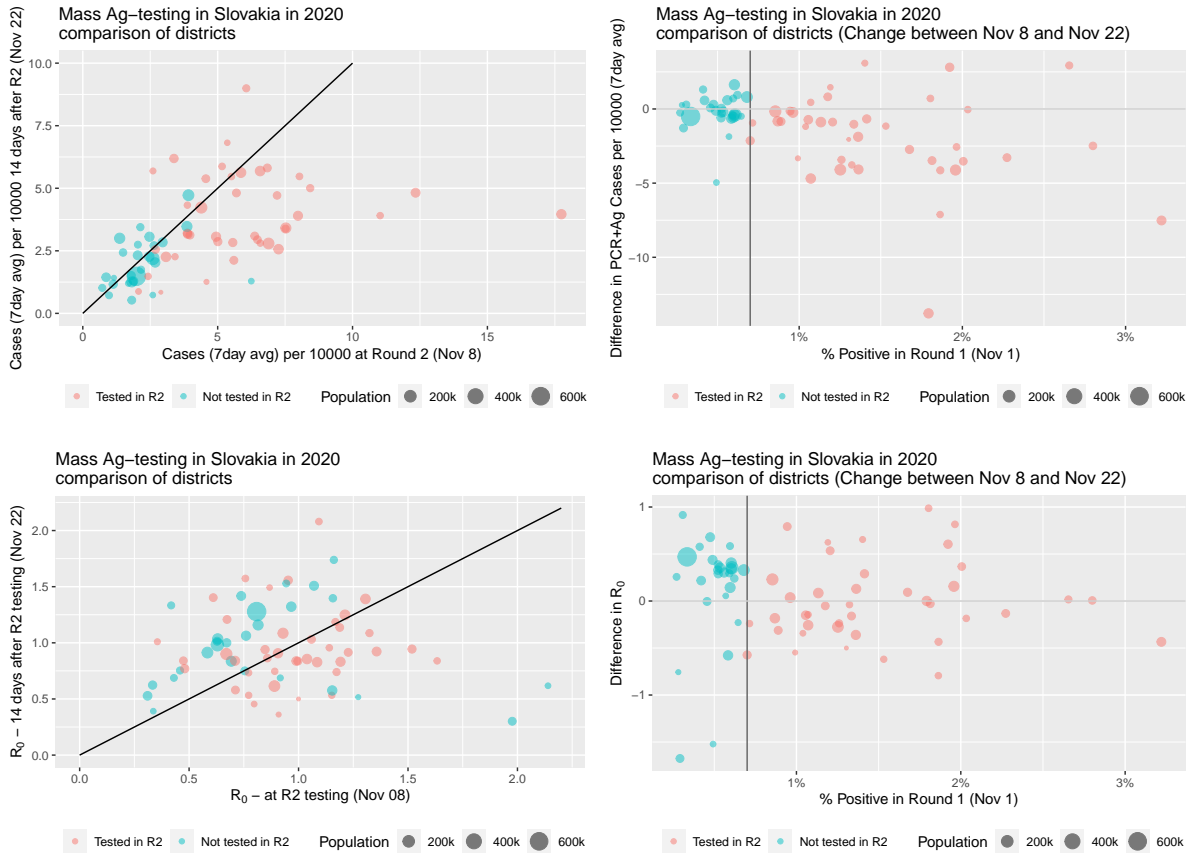 Mass Ag−testing in Slovakia in 2020
comparison of districts
Cases (7day avg) per 10000 14 days after R2 (Nov 22)
10.0
7.5
5.0
2.5
0.0
0
5
10
15
Cases (7day avg) per 10000 at Round 2 (Nov 8)
Tested in R2
Not tested in R2
Population
200k
400k
600k
Mass Ag−testing in Slovakia in 2020
comparison of districts (Change between Nov 8 and Nov 22)
Difference in PCR+Ag Cases per 10000 (7day avg)
0
−5
−10
1%
2%
3%
% Positive in Round 1 (Nov 1)
Tested in R2
Not tested in R2
Population
200k
400k
600k
Mass Ag−testing in Slovakia in 2020
comparison of districts
R0 − 14 days after R2 testing (Nov 22)
2.0
1.5
1.0
0.5
0.0
0.0
0.5
1.0
1.5
2.0
R0 − at R2 testing (Nov 08)
Tested in R2
Not tested in R2
Population
200k
400k
600k
Mass Ag−testing in Slovakia in 2020
comparison of districts (Change between Nov 8 and Nov 22)
Difference in R0
1
0
−1
1%
2%
3%
% Positive in Round 1 (Nov 1)
Tested in R2
Not tested in R2
Population
200k
400k
600k